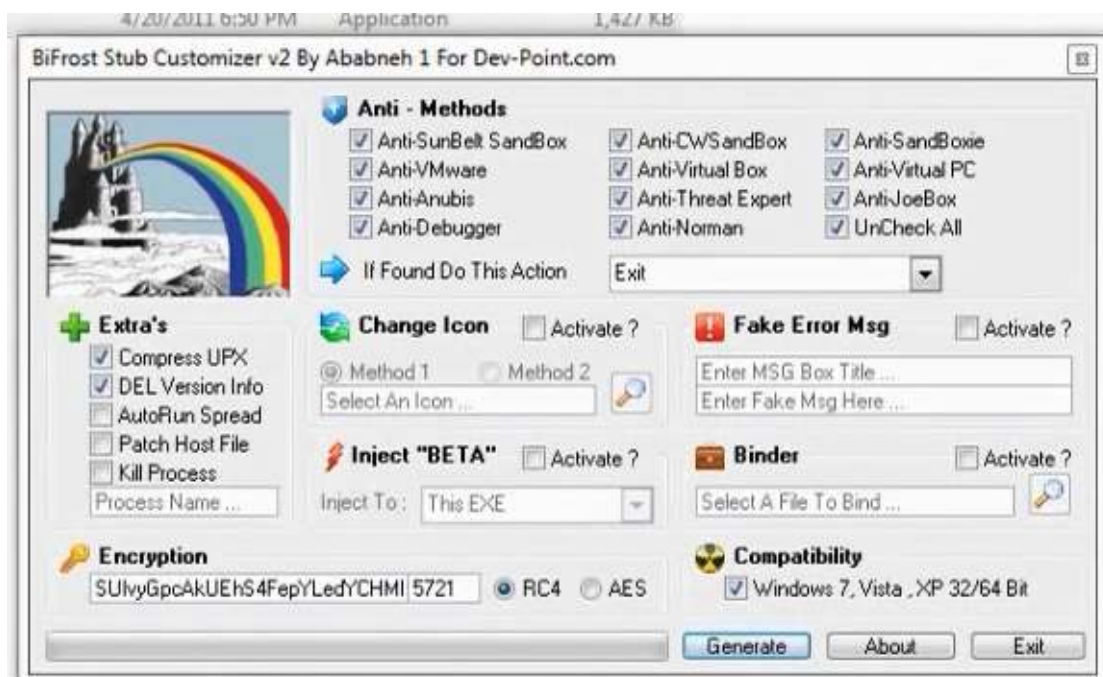 4/20/2011 6:50 PM Application 1,427 KB
BiFrost Stub Customizer v2 By Ababneh 1 For Dev-Point.com
Anti - Methods
Anti-SunBelt SandBox Anti-CWSandBox Anti-SandBoxie
Anti-VMware Anti-Virtual Box Anti-Virtual PC
Anti-Anubis Anti-Threat Expert Anti-JoeBox
Anti-Debugger Anti-Norman UnCheck All
If Found Do This Action Exit
Extra's
Compress UPX
DEL Version Info
AutoRun Spread
Patch Host File
Kill Process
Process Name ...
Change Icon Activate ?
Method 1 Method 2
Select An Icon ...
Fake Error Msg Activate ?
Enter MSG Box Title ...
Enter Fake Msg Here ...
Inject "BETA" Activate ?
Inject To : This EXE
Binder Activate ?
Select A File To Bind ...
Encryption
SUIvyGpcAkUEhS4FepYLedYCHMI 5721 RC4 AES
Compatibility
Windows 7, Vista , XP 32/64 Bit
Generate About Exit